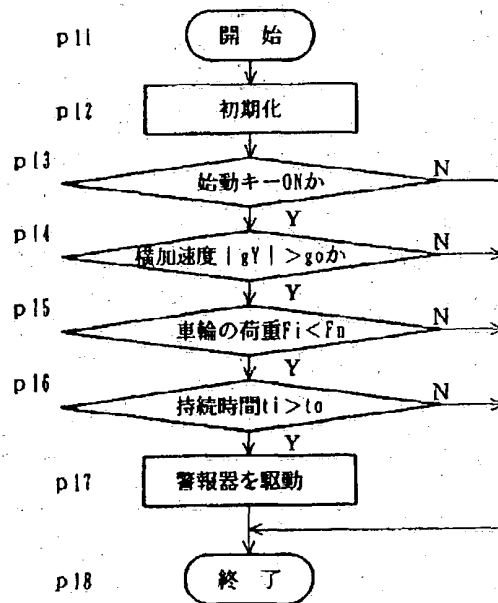 p11 開 始
p12 初期化
p13 始動キーONか N
Y
p14 横加速度|gY|>goか N
Y
p15 車輪の荷重Fi<Fn N
Y
p16 持続時間ti>to N
Y
p17 警報器を駆動
p18 終 了